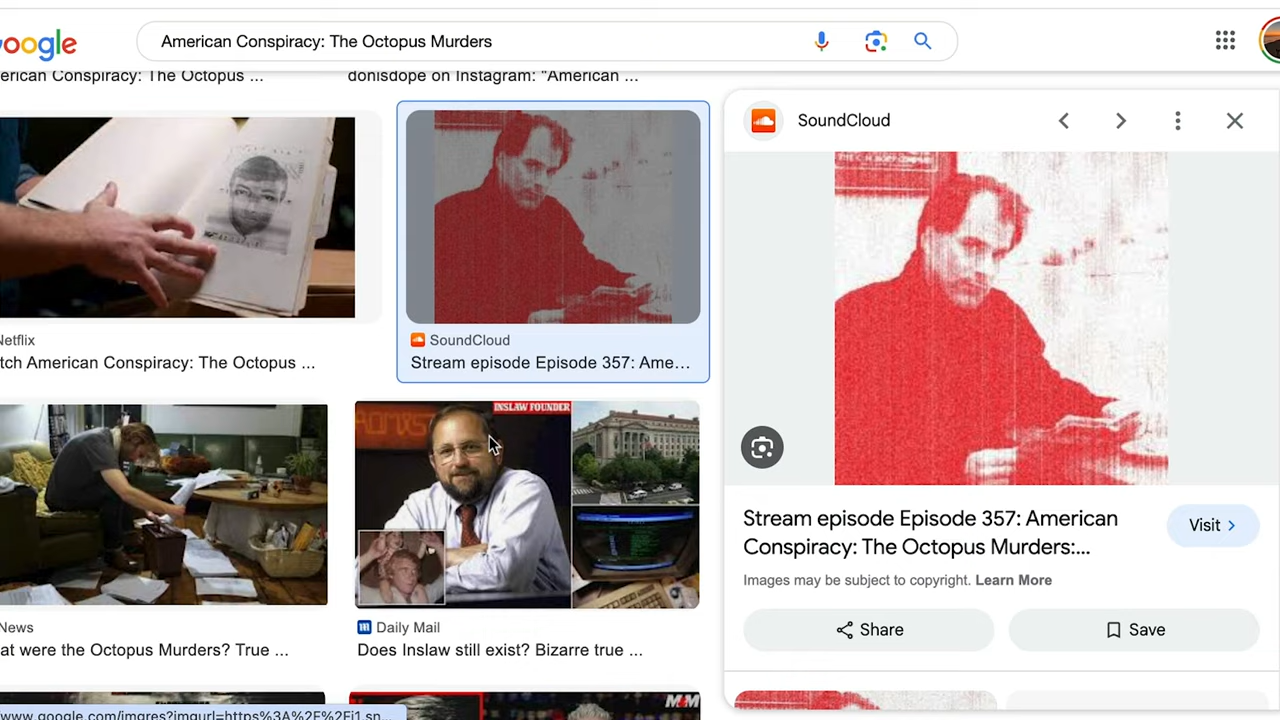 oogle
American Conspiracy: The Octopus Murders
erican Conspiracy: The Octopus ...
donisdope on Instagram: "American ...
SoundCloud
Netflix
tch American Conspiracy: The Octopus ...
SoundCloud
Stream episode Episode 357: Ame...
INSLAW FOUNDER
News
at were the Octopus Murders? True ...
Daily Mail
Does Inslaw still exist? Bizarre true ...
Stream episode Episode 357: American
Conspiracy: The Octopus Murders:...
Visit
Images may be subject to copyright. Learn More
Share
Save
M&M
www.google.com/imgres?imgurl=https%3A%2F%2Fi1.sn...